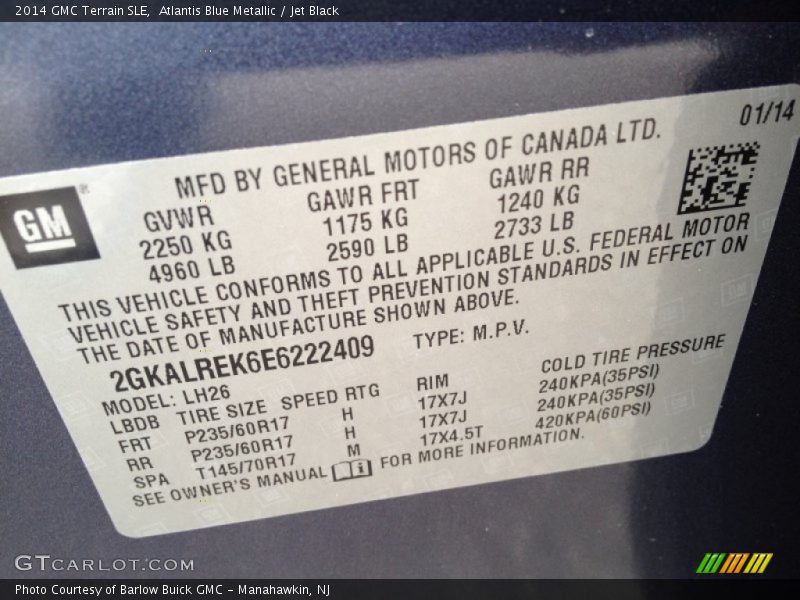 2014 GMC Terrain SLE,  Atlantis Blue Metallic / Jet Black
01/14
MFD BY GENERAL MOTORS OF CANADA LTD.
GM®
GVWR GAWR FRT GAWR RR
2250 KG 1175 KG 1240 KG
4960 LB 2590 LB 2733 LB
THIS VEHICLE CONFORMS TO ALL APPLICABLE U.S. FEDERAL MOTOR
VEHICLE SAFETY AND THEFT PREVENTION STANDARDS IN EFFECT ON
THE DATE OF MANUFACTURE SHOWN ABOVE.
2GKALREK6E6222409 TYPE: M.P.V.
MODEL: LH26
LBDB TIRE SIZE SPEED RTG RIM COLD TIRE PRESSURE
FRT P235/60R17 H 17X7J 240KPA(35PSI)
RR P235/60R17 H 17X7J 240KPA(35PSI)
SPA T145/70R17 M 17X4.5T 420KPA(60PSI)
SEE OWNER'S MANUAL FOR MORE INFORMATION.
GTCARLOT.COM
Photo Courtesy of Barlow Buick GMC – Manahawkin, NJ